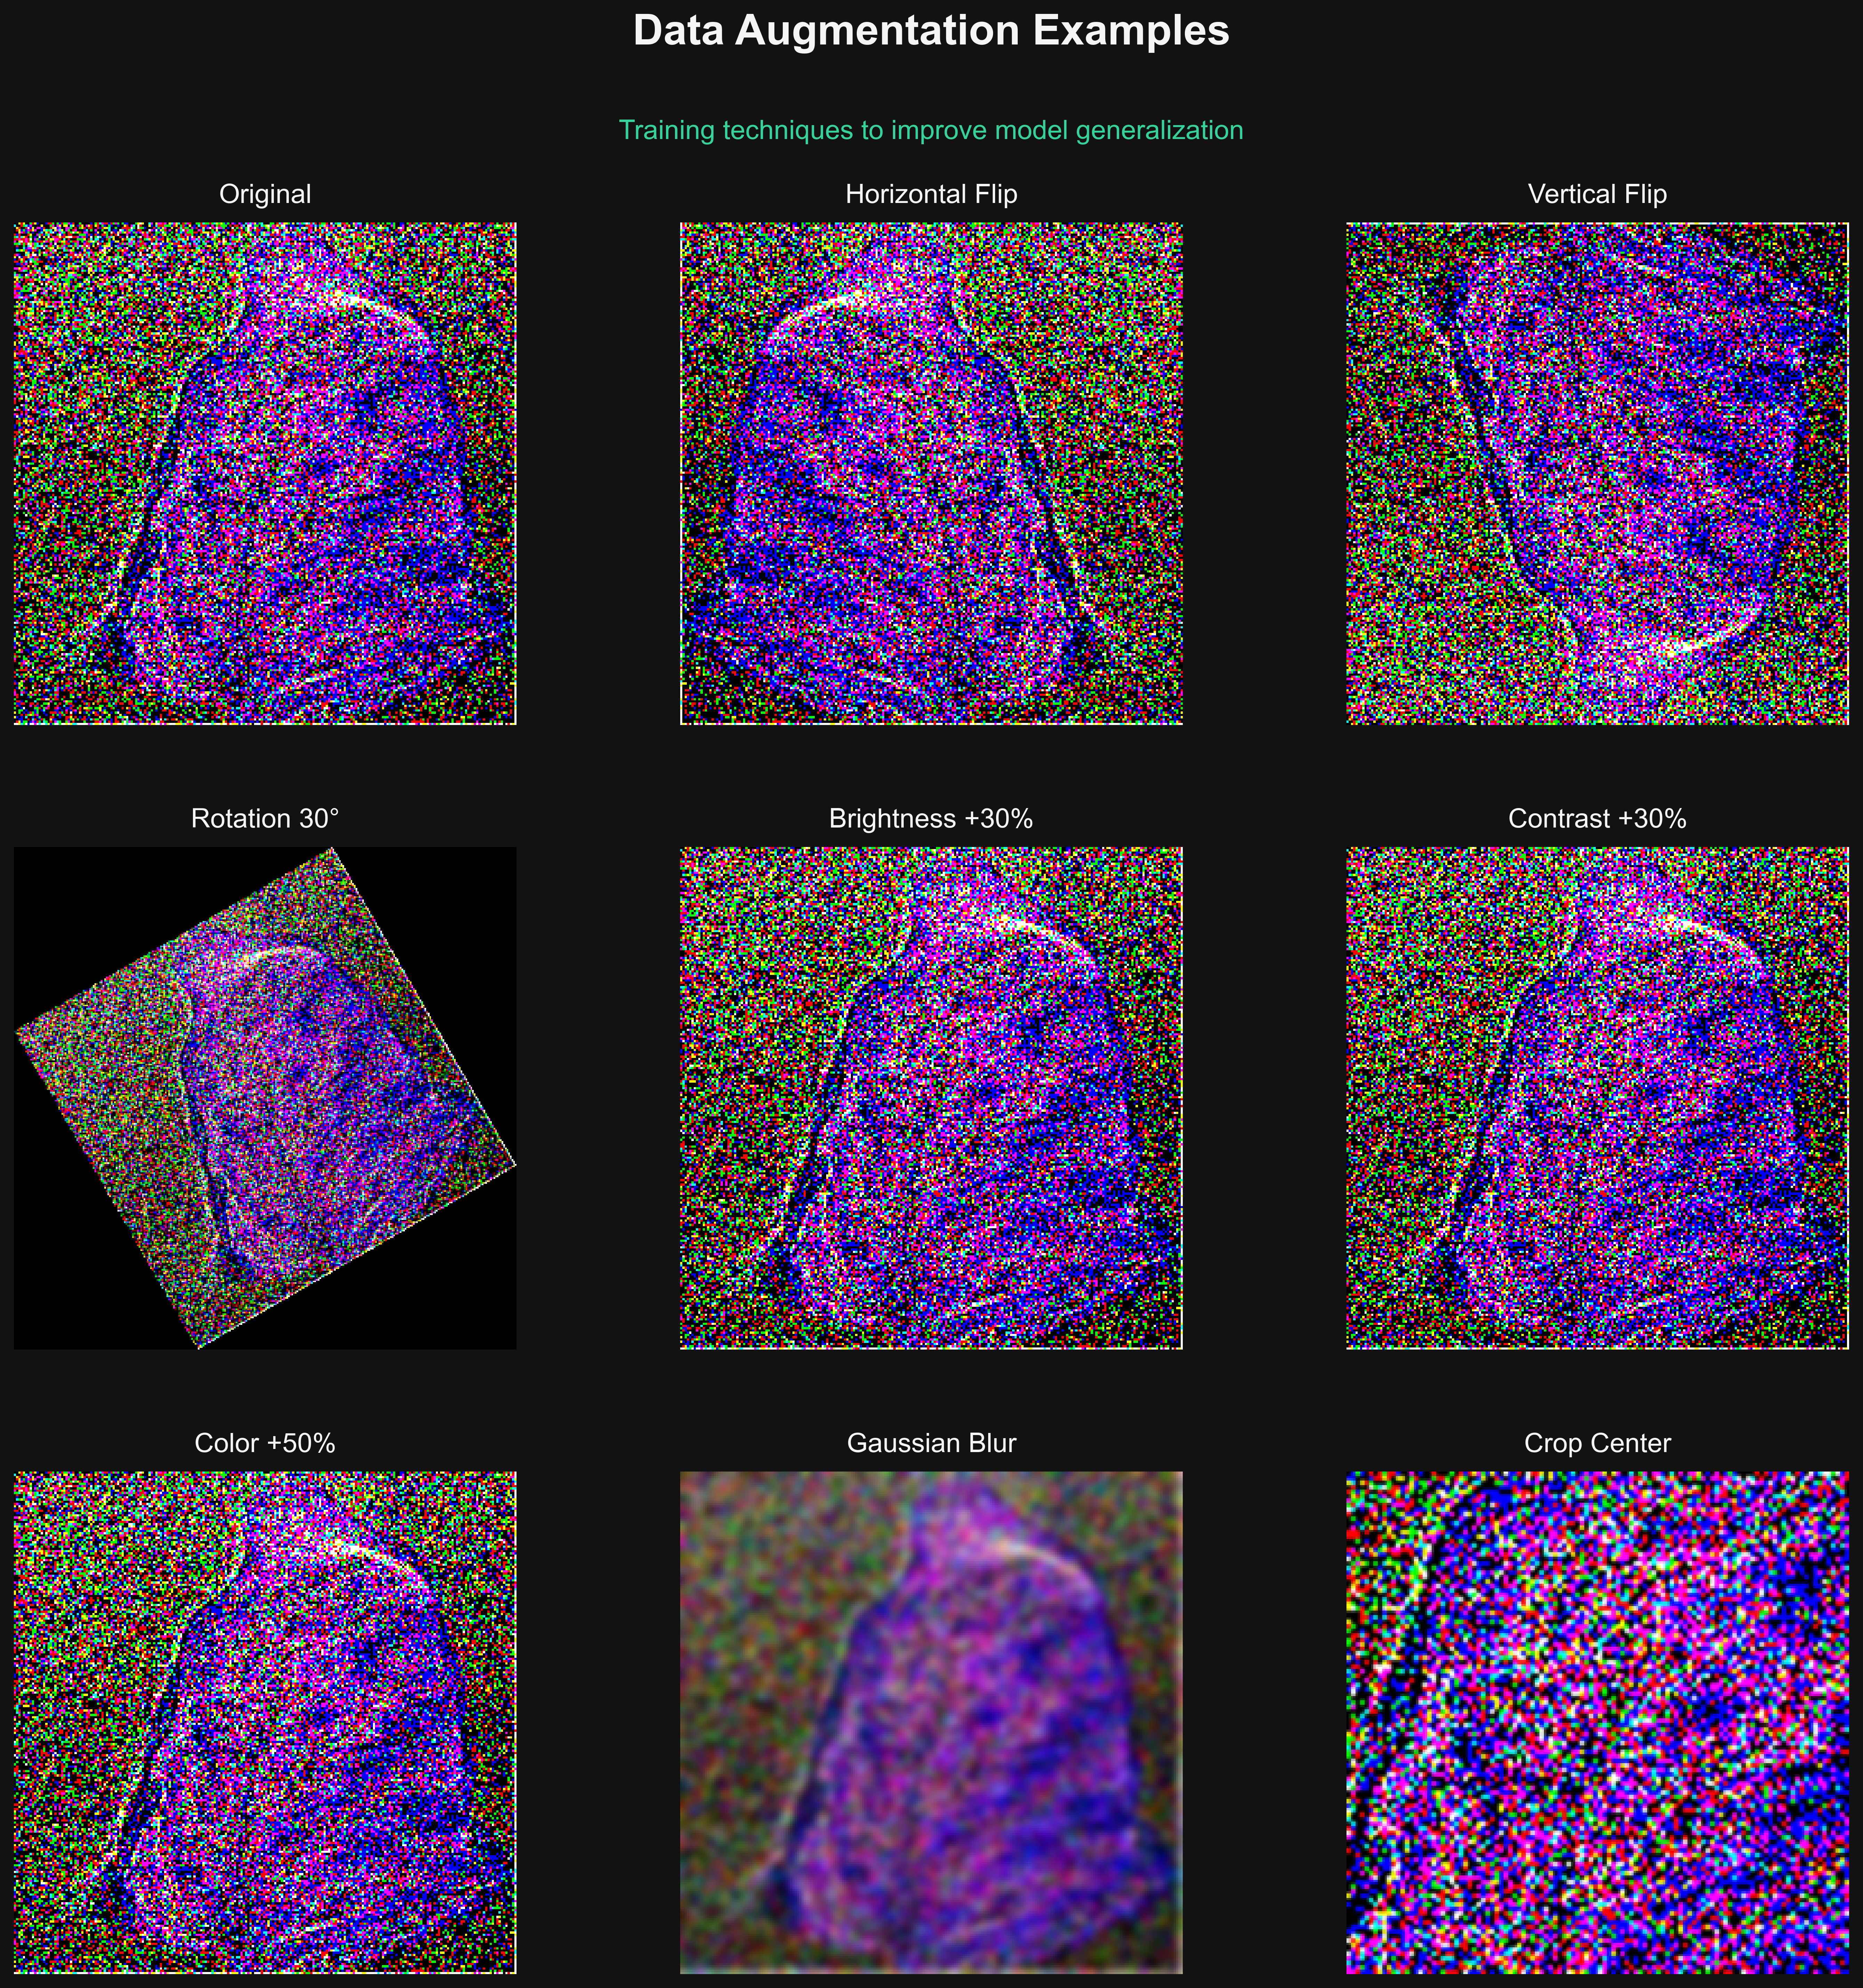 Data Augmentation Examples
Training techniques to improve model generalization
Original
Horizontal Flip
Vertical Flip
Rotation 30°
Brightness +30%
Contrast +30%
Color +50%
Gaussian Blur
Crop Center